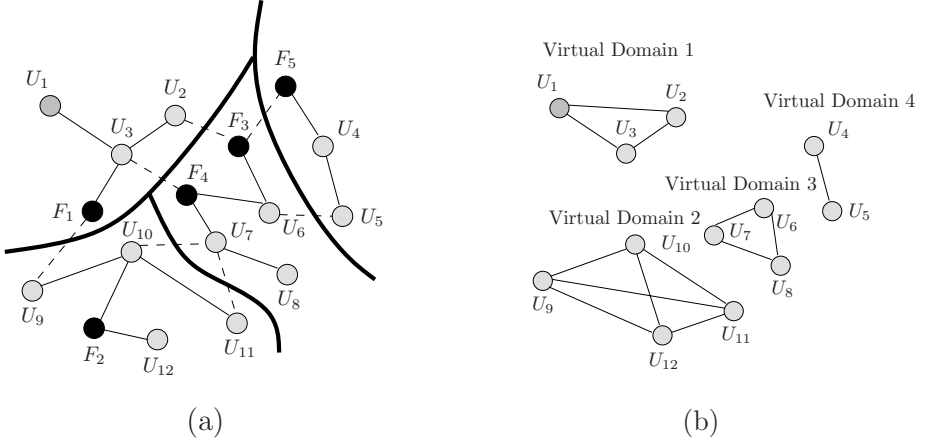 F5
U1
U2
U3
F3
U4
F4
F1
U10
U7
U6
U5
U9
U8
F2
U12
U11
(a)
Virtual Domain 1
U1
U2
U3
Virtual Domain 4
U4
U5
Virtual Domain 3
U6
U7
U8
Virtual Domain 2
U10
U9
U11
U12
(b)